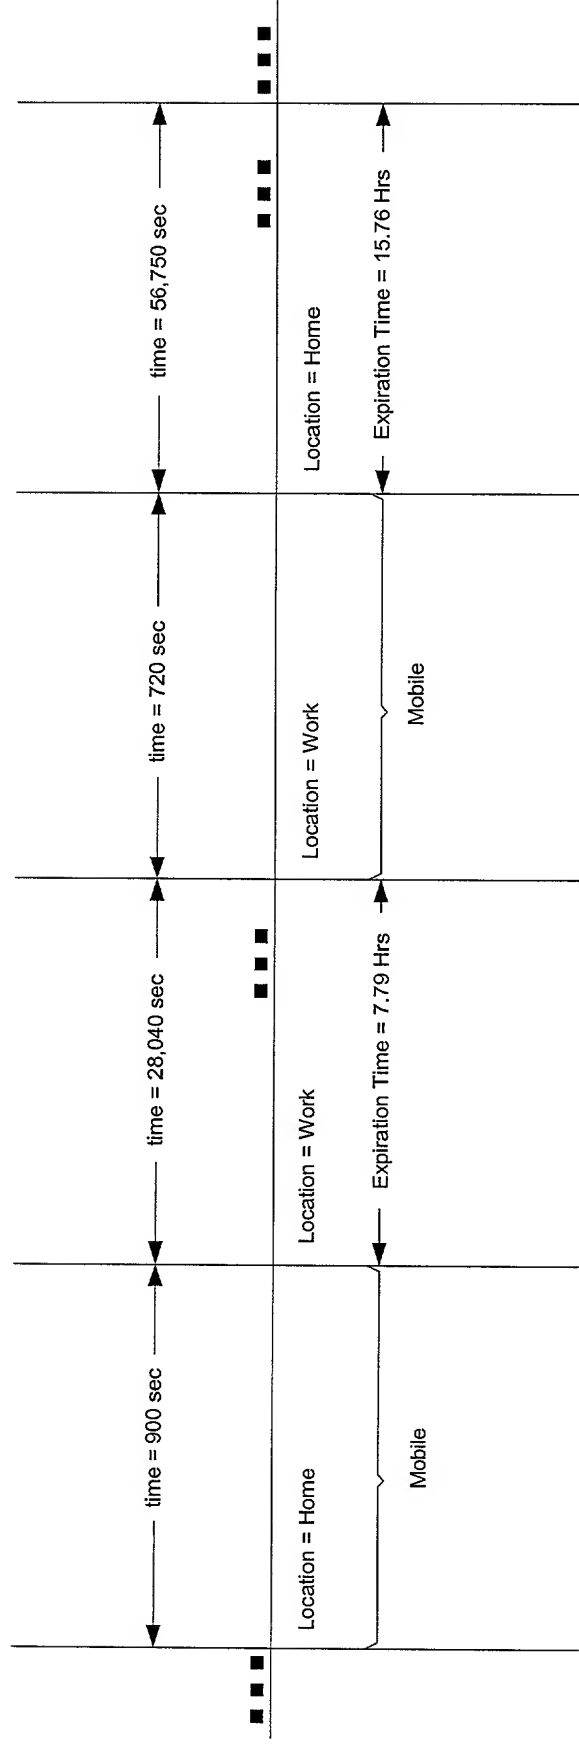 time = 900 sec
time = 28,040 sec
time = 720 sec
time = 56,750 sec
Location = Home
Location = Work
Location = Work
Location = Home
Mobile
Expiration Time = 7.79 Hrs
Mobile
Expiration Time = 15.76 Hrs